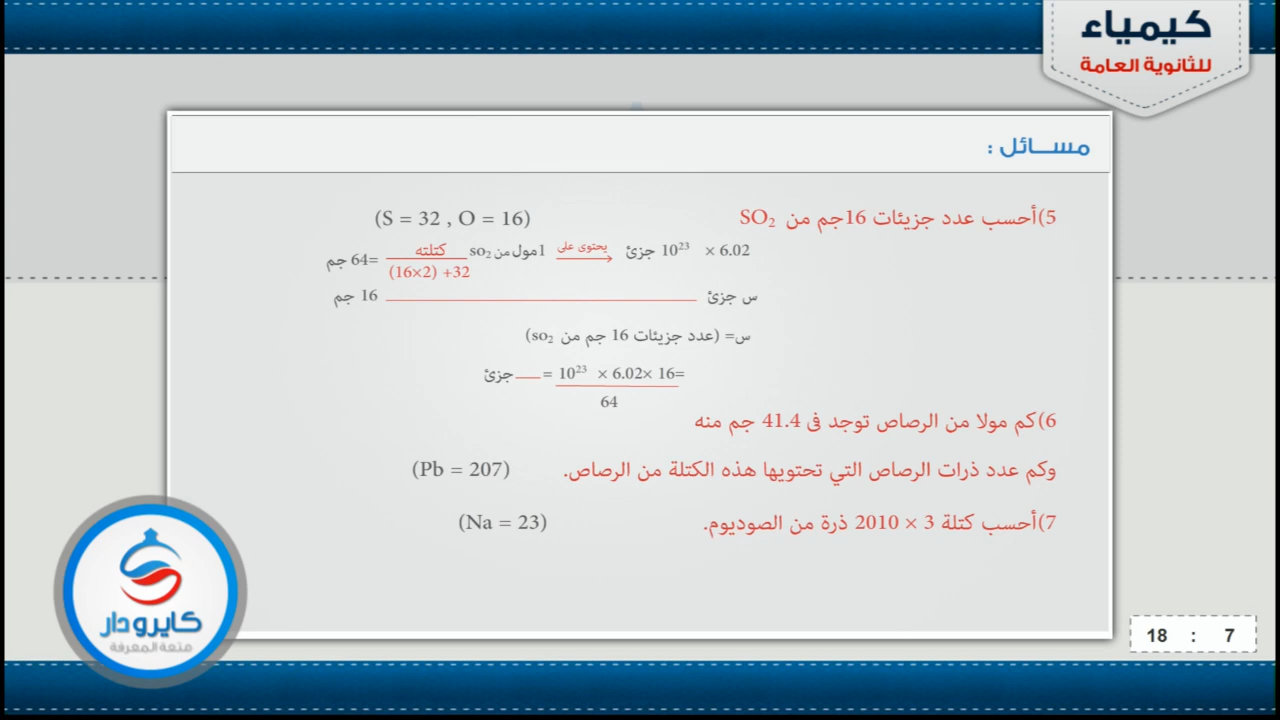 كيمياء
للثانوية العامة
مســـائل :
5)أحسب عدد جزيئات 16جم من SO₂ (S = 32 , O = 16)
6.02 × 10²³ جزئ يحتوى على 1مول من so₂ كتلته 32+ (16×2) =64 جم
س جزئ 16 جم
س= (عدد جزيئات 16 جم من so₂)
=16 ×6.02 × 10²³ = جزئ
64
6)كم مولا من الرصاص توجد فى 41.4 جم منه
وكم عدد ذرات الرصاص التي تحتويها هذه الكتلة من الرصاص. (Pb = 207)
7)أحسب كتلة 3 × 2010 ذرة من الصوديوم. (Na = 23)
كايرودار
متعة المعرفة
18 : 7